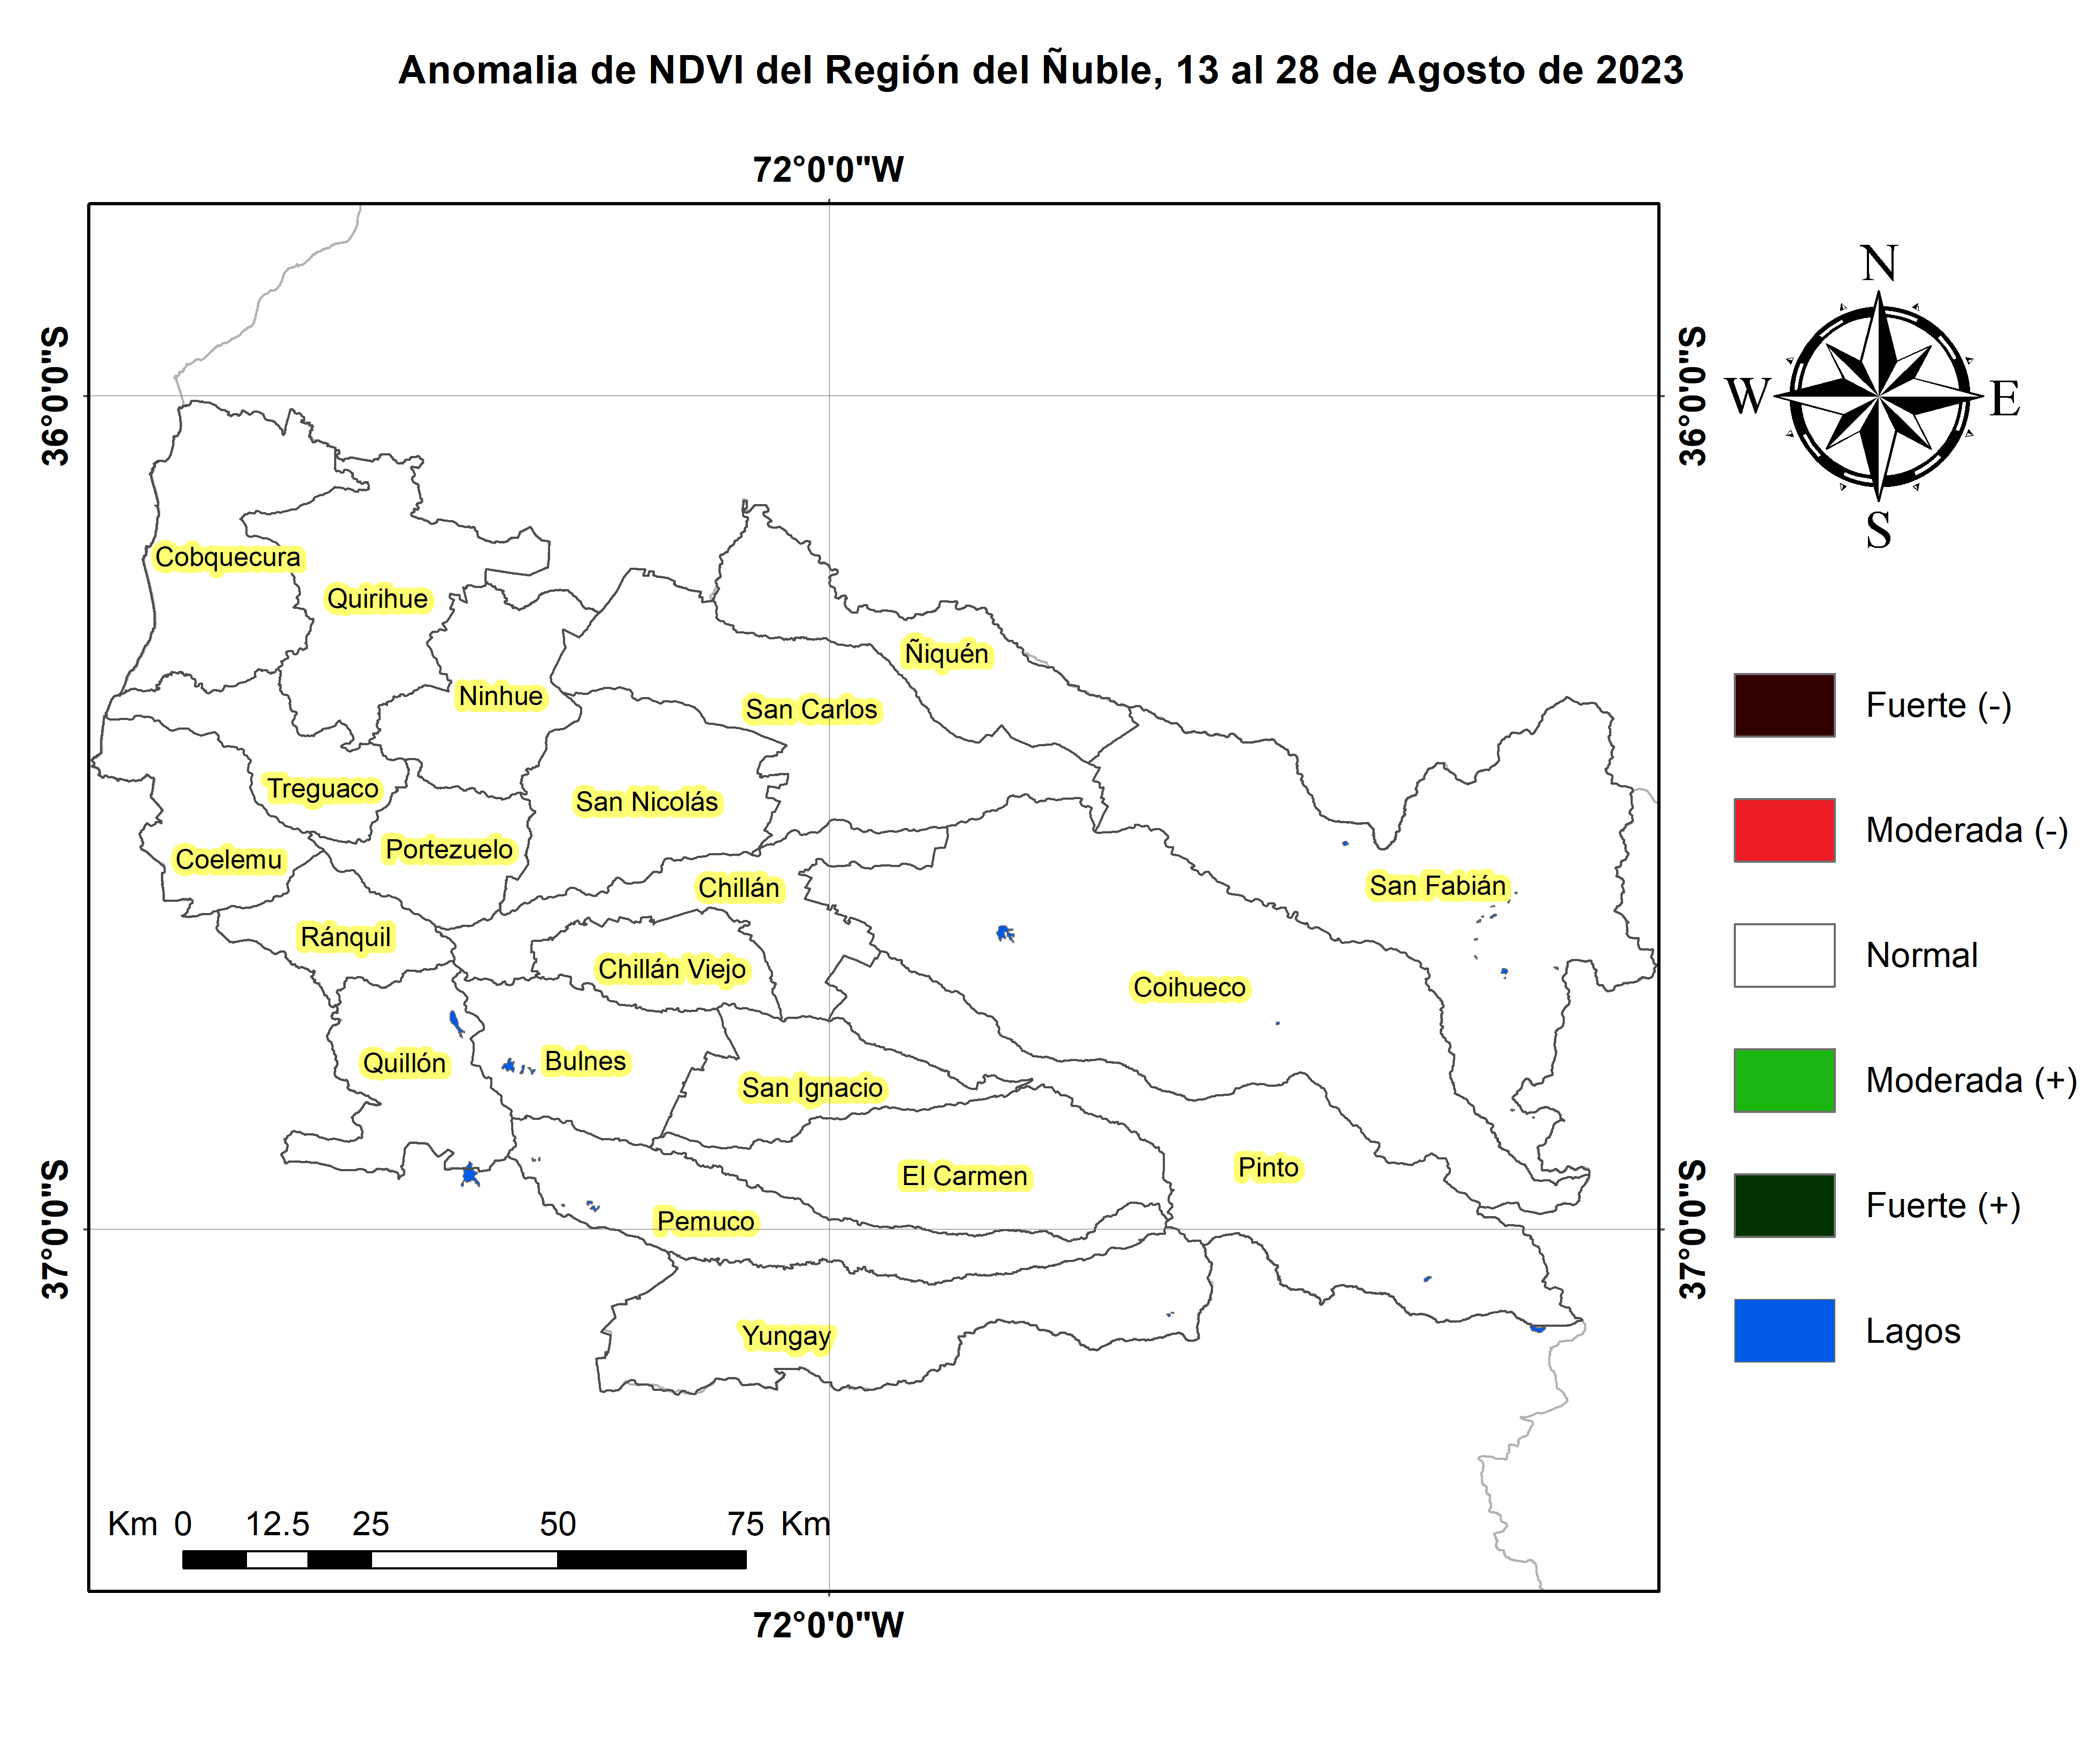 Anomalia de NDVI del Región del Ñuble, 13 al 28 de Agosto de 2023
72°0'0"W
36°0'0"S
36°0'0"S
N
W
E
S
Cobquecura
Quirihue
Ñiquén
Ninhue
San Carlos
Treguaco
San Nicolás
Portezuelo
Coelemu
Chillán
San Fabián
Ránquil
Chillán Viejo
Coihueco
Quillón
Bulnes
San Ignacio
El Carmen
Pinto
Pemuco
Yungay
37°0'0"S
37°0'0"S
Fuerte (-)
Moderada (-)
Normal
Moderada (+)
Fuerte (+)
Lagos
Km 0 12.5 25 50 75 Km
72°0'0"W